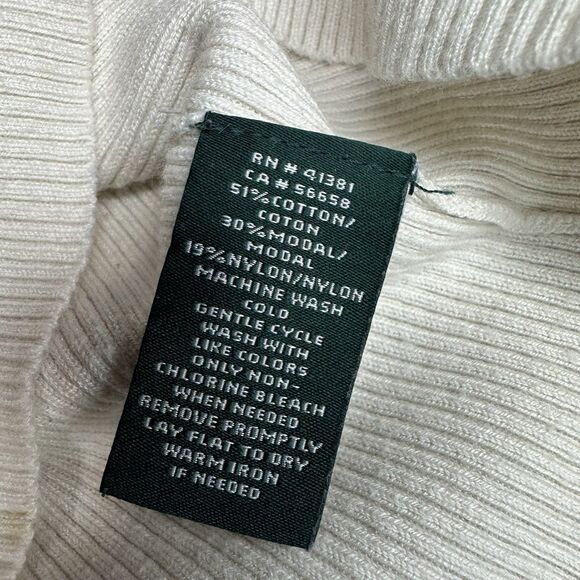 RN # 41381
CA # 56658
51%COTTON/
COTON
30%MODAL/
MODAL
19%NYLON/NYLON
MACHINE WASH
COLD
GENTLE CYCLE
WASH WITH
LIKE COLORS
ONLY NON-
CHLORINE BLEACH
WHEN NEEDED
REMOVE PROMPTLY
LAY FLAT TO DRY
WARM IRON
IF NEEDED